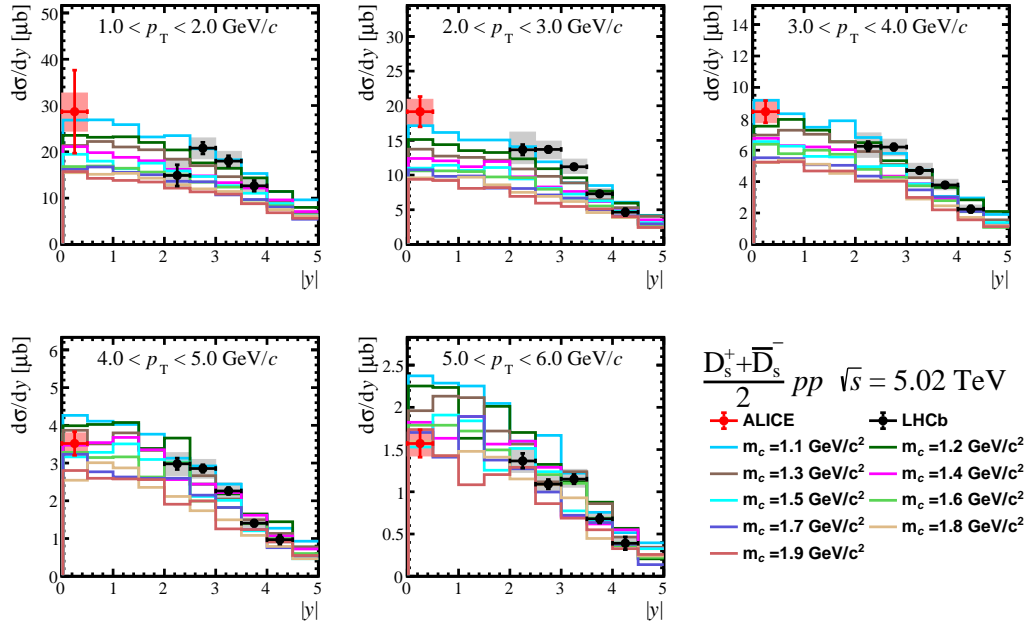 1.0 < p_T < 2.0 GeV/c
dσ/dy [μb]
50
40
30
20
10
0
0 1 2 3 4 5
|y|
2.0 < p_T < 3.0 GeV/c
dσ/dy [μb]
35
30
25
20
15
10
5
0
0 1 2 3 4 5
|y|
3.0 < p_T < 4.0 GeV/c
dσ/dy [μb]
14
12
10
8
6
4
2
0
0 1 2 3 4 5
|y|
4.0 < p_T < 5.0 GeV/c
dσ/dy [μb]
6
5
4
3
2
1
0
0 1 2 3 4 5
|y|
5.0 < p_T < 6.0 GeV/c
dσ/dy [μb]
2.5
2
1.5
1
0.5
0
0 1 2 3 4 5
|y|
(D_s^+ + D̅_s^-)/2 pp √s = 5.02 TeV
ALICE LHCb
m_c =1.1 GeV/c² m_c =1.2 GeV/c²
m_c =1.3 GeV/c² m_c =1.4 GeV/c²
m_c =1.5 GeV/c² m_c =1.6 GeV/c²
m_c =1.7 GeV/c² m_c =1.8 GeV/c²
m_c =1.9 GeV/c²